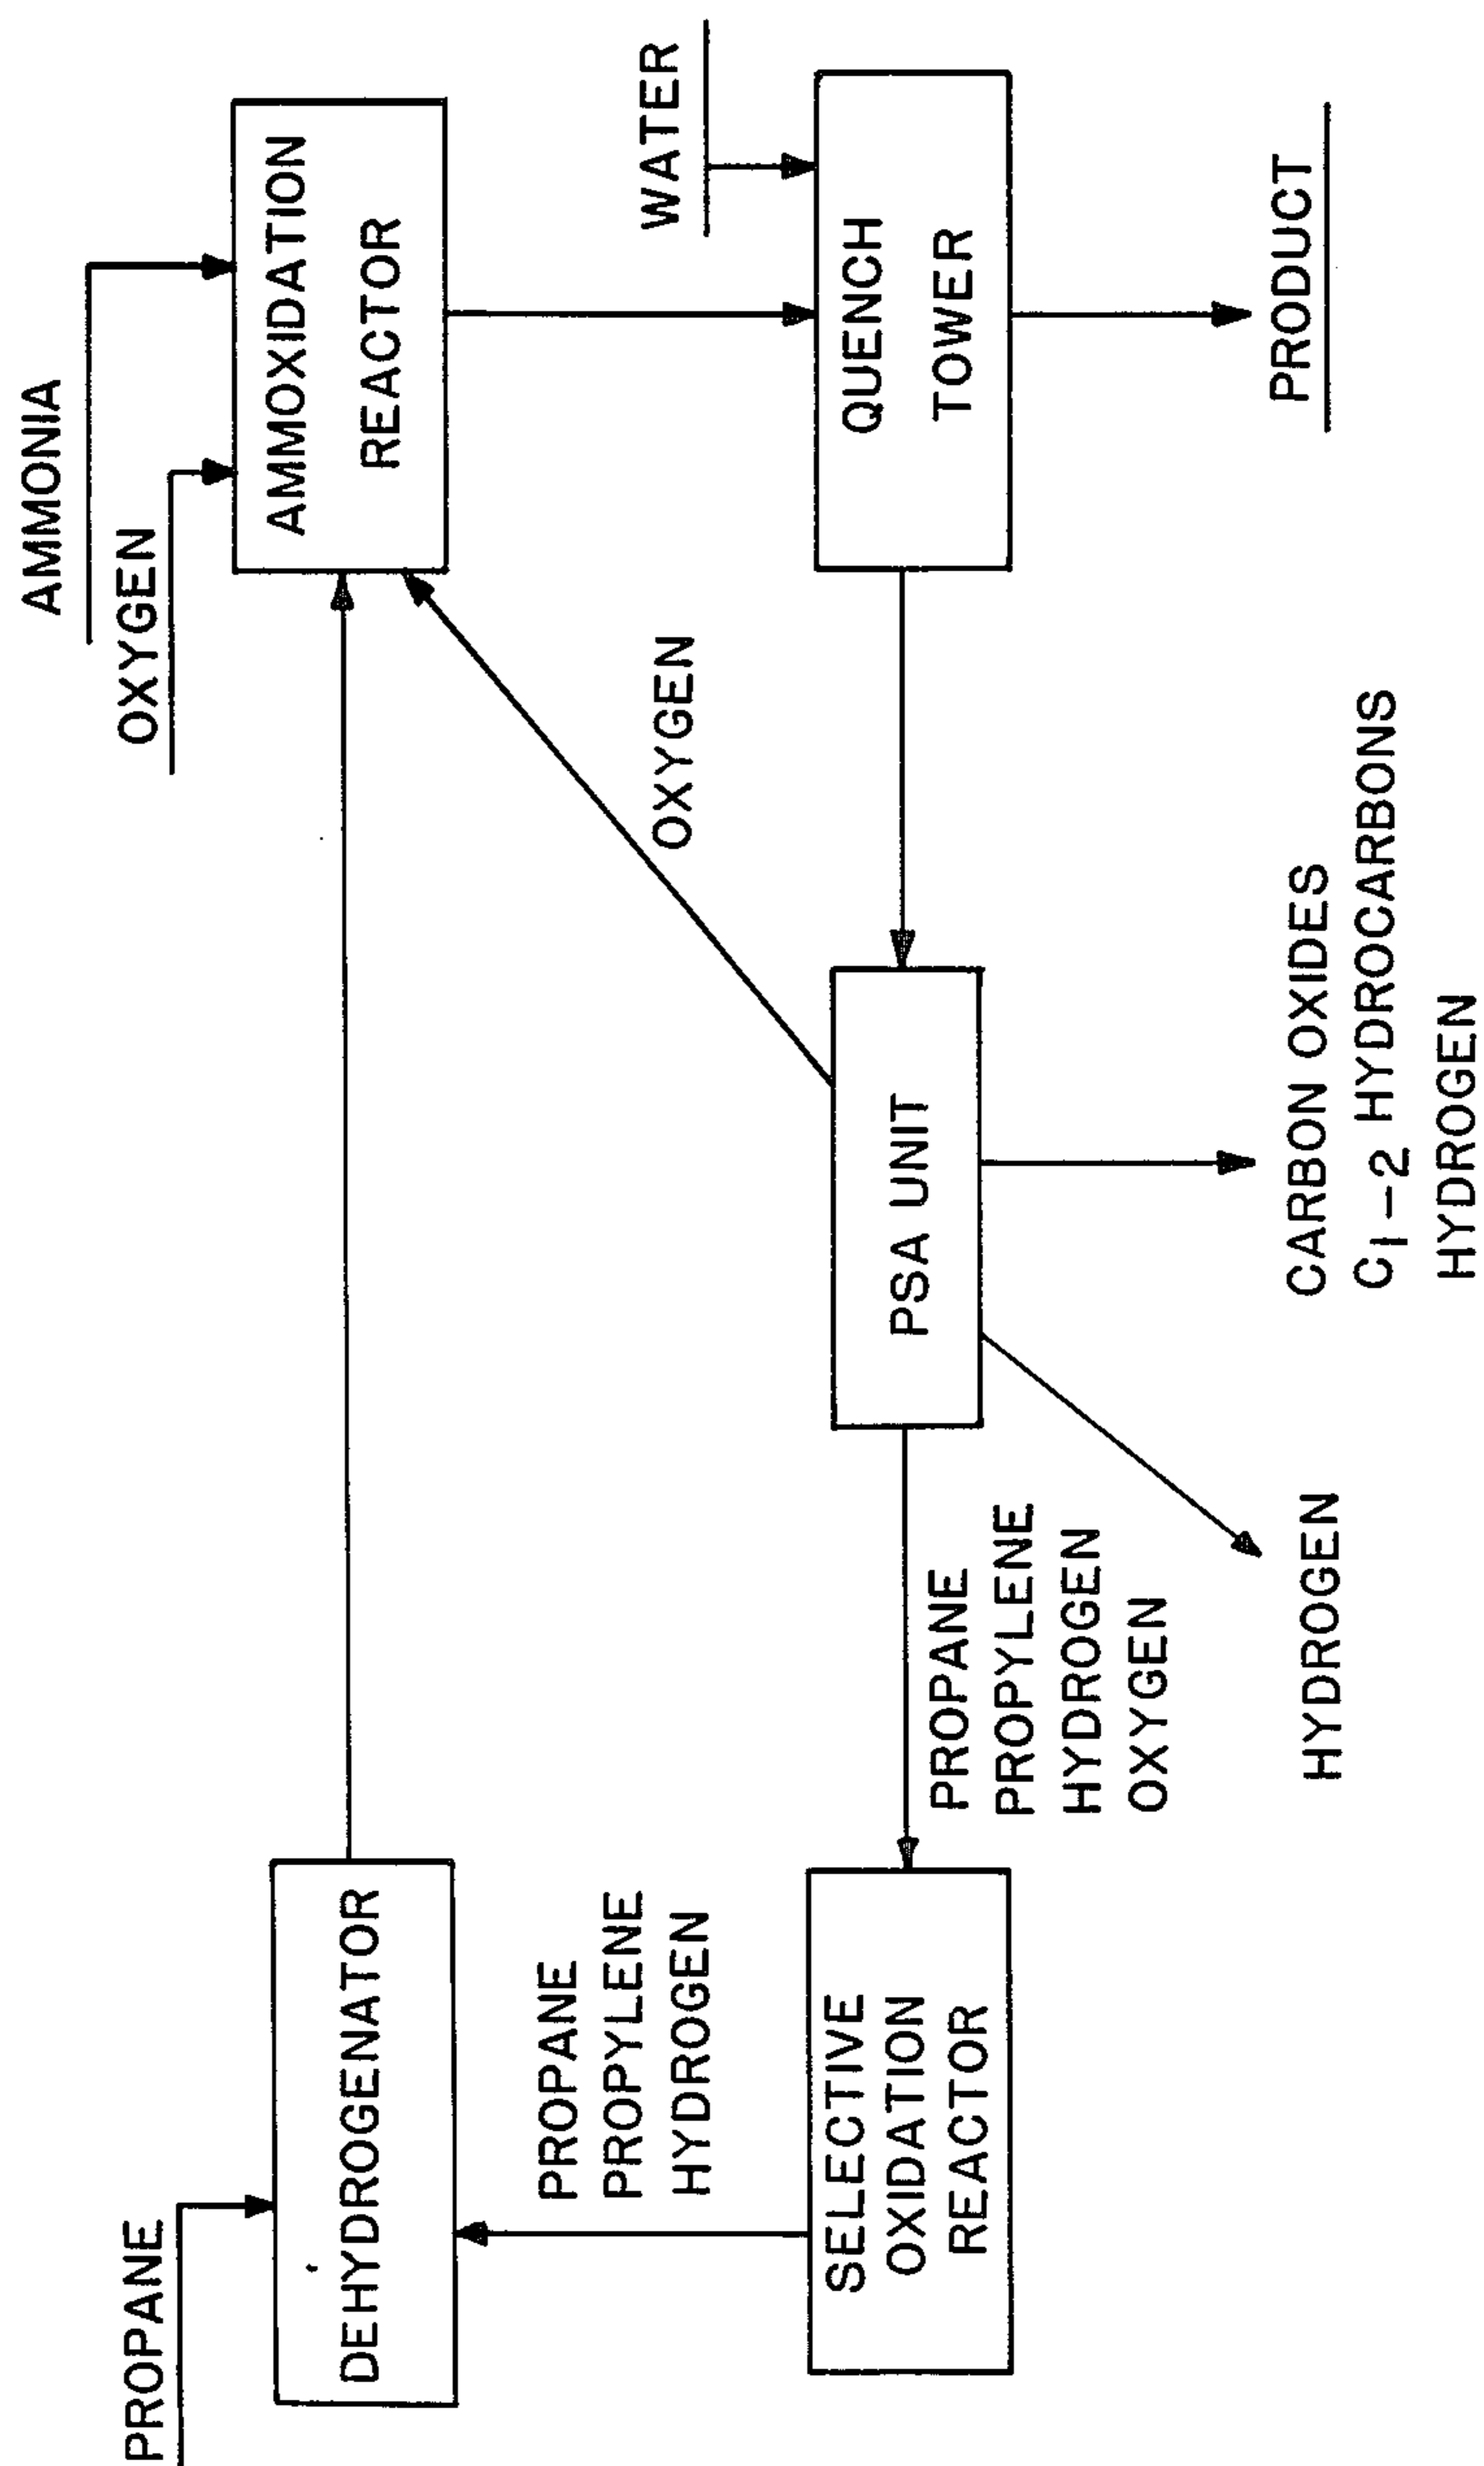 AMMONIA
OXYGEN
PROPANE
AMMOXIDATION
REACTOR
DEHYDROGENATOR
WATER
OXYGEN
PROPANE
PROPYLENE
HYDROGEN
QUENCH
TOWER
PSA UNIT
SELECTIVE
OXIDATION
REACTOR
PROPANE
PROPYLENE
HYDROGEN
OXYGEN
PRODUCT
CARBON OXIDES
C1-2 HYDROCARBONS
HYDROGEN
HYDROGEN